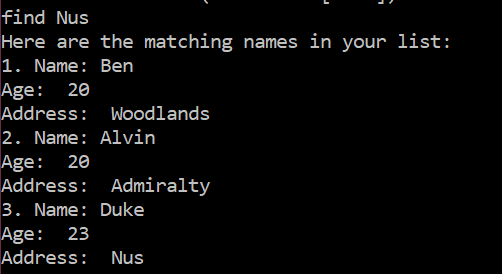 find Nus
Here are the matching names in your list:
1. Name: Ben
Age:  20
Address:  Woodlands
2. Name: Alvin
Age:  20
Address:  Admiralty
3. Name: Duke
Age:  23
Address:  Nus